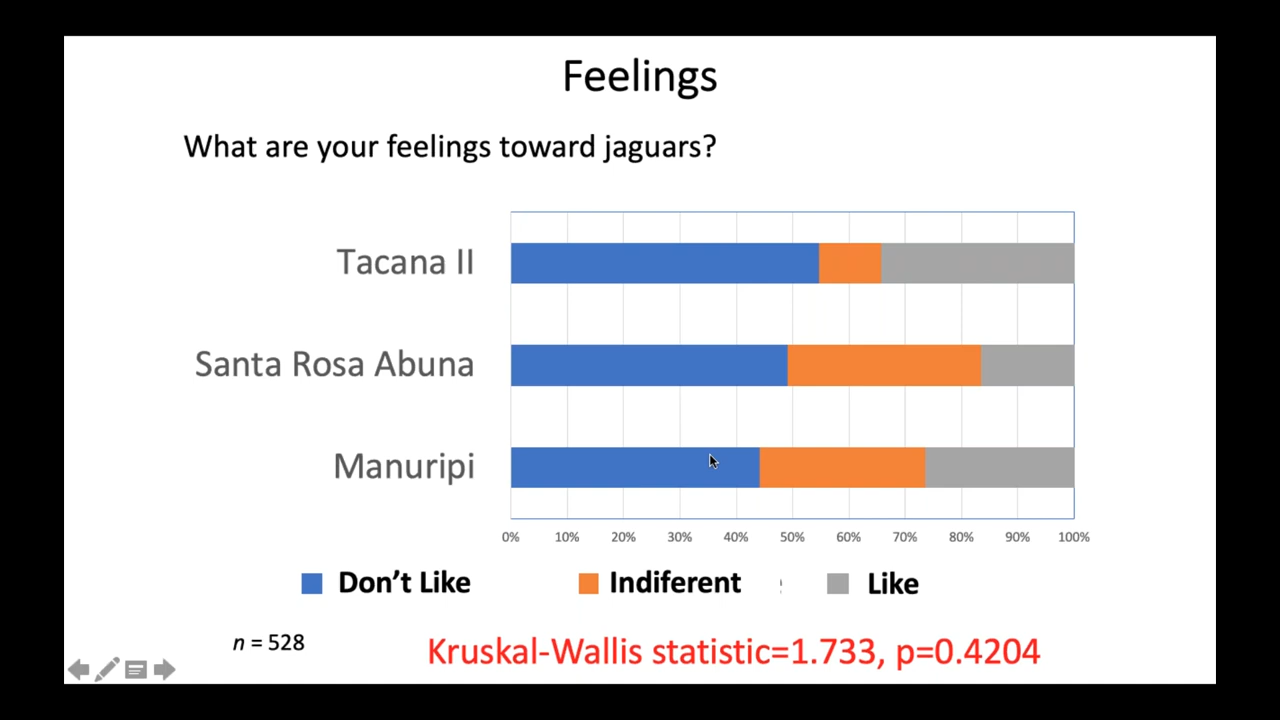 Feelings
What are your feelings toward jaguars?
Tacana II
Santa Rosa Abuna
Manuripi
0% 10% 20% 30% 40% 50% 60% 70% 80% 90% 100%
Don’t Like Indiferent Like
n = 528
Kruskal-Wallis statistic=1.733, p=0.4204